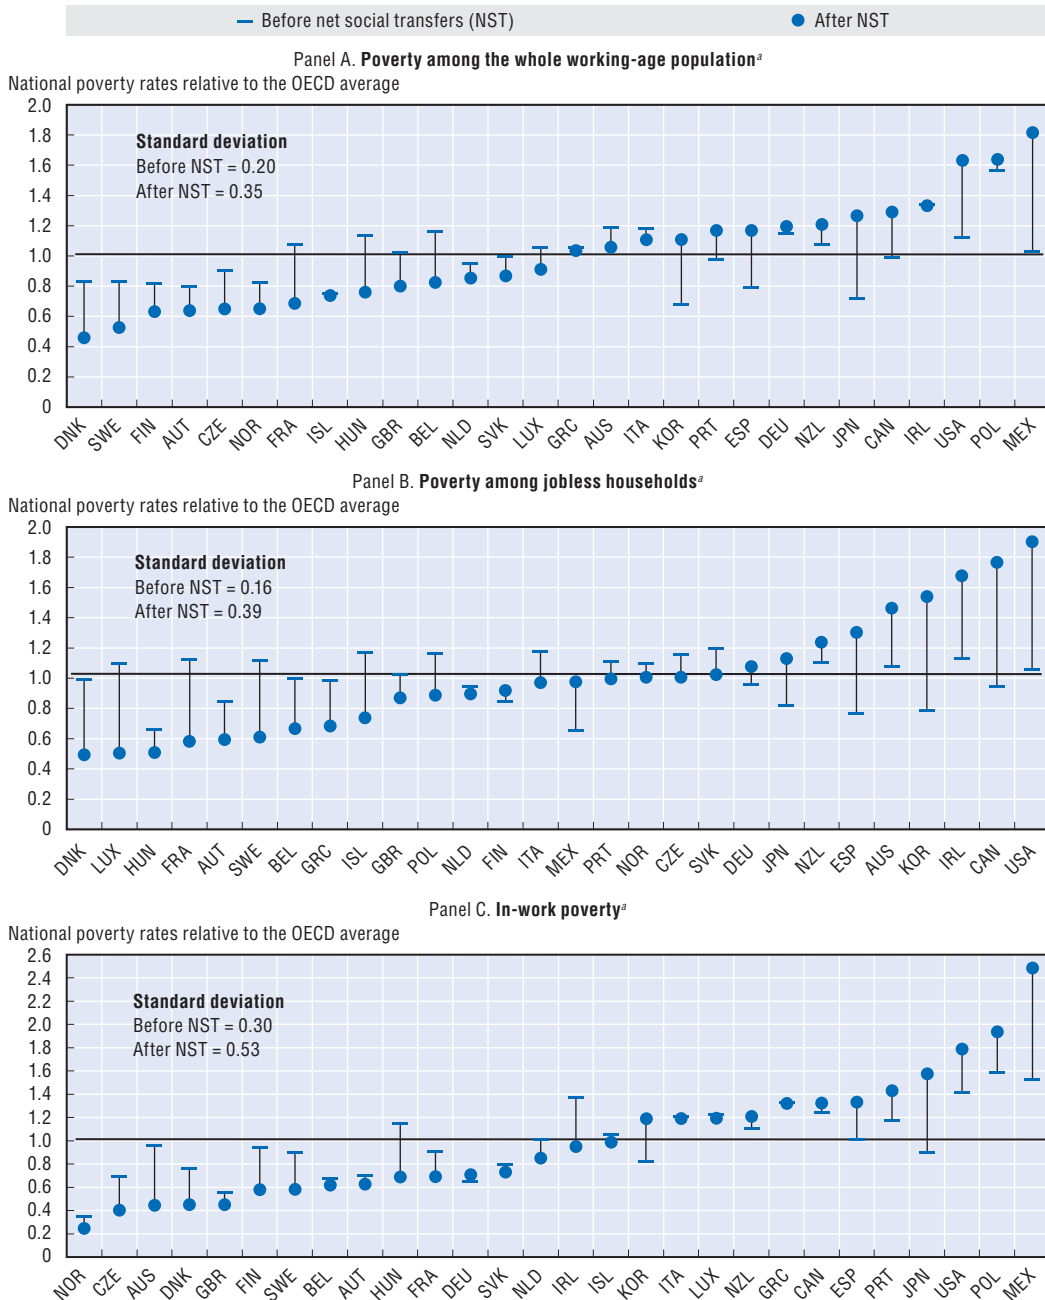 Before net social transfers (NST) After NST
Panel A. Poverty among the whole working-age populationᵃ
National poverty rates relative to the OECD average
2.0
1.8
1.6
1.4
1.2
1.0
0.8
0.6
0.4
0.2
0
Standard deviation
Before NST = 0.20
After NST = 0.35
DNK SWE FIN AUT CZE NOR FRA ISL HUN GBR BEL NLD SVK LUX GRC AUS ITA KOR PRT ESP DEU NZL JPN CAN IRL USA POL MEX
Panel B. Poverty among jobless householdsᵃ
National poverty rates relative to the OECD average
2.0
1.8
1.6
1.4
1.2
1.0
0.8
0.6
0.4
0.2
0
Standard deviation
Before NST = 0.16
After NST = 0.39
DNK LUX HUN FRA AUT SWE BEL GRC ISL GBR POL NLD FIN ITA MEX PRT NOR CZE SVK DEU JPN NZL ESP AUS KOR IRL CAN USA
Panel C. In-work povertyᵃ
National poverty rates relative to the OECD average
2.6
2.4
2.2
2.0
1.8
1.6
1.4
1.2
1.0
0.8
0.6
0.4
0.2
0
Standard deviation
Before NST = 0.30
After NST = 0.53
NOR CZE AUS DNK GBR FIN SWE BEL AUT HUN FRA DEU SVK NLD IRL ISL KOR ITA LUX NZL GRC CAN ESP PRT JPN USA POL MEX